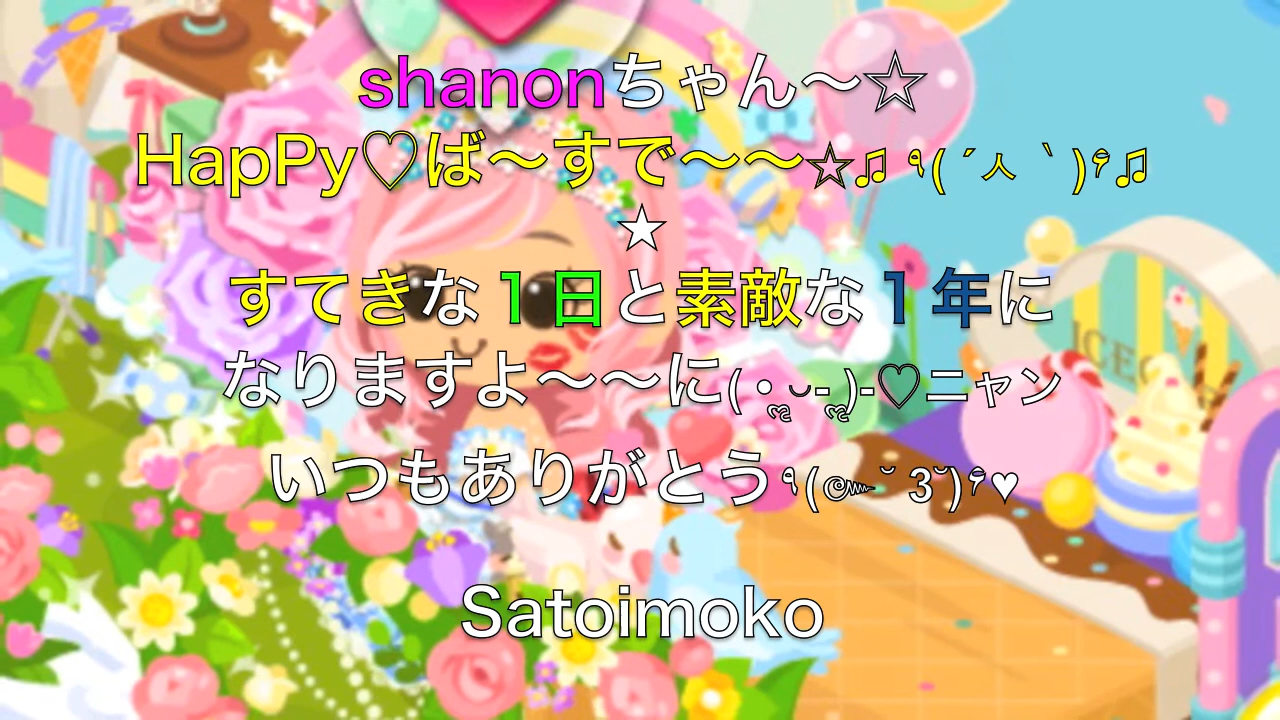 shanonちゃん〜☆
HapPy♡ば〜すで〜〜☆♫ ٩( ´ㅅ ` )۶♫
★
すてきな１日と素敵な１年に
なりますよ〜〜に(・ஐ◡-ஐ)-♡ニャン
いつもありがとう٩(๑˘ 3˘)۶♥
Satoimoko
ICEC